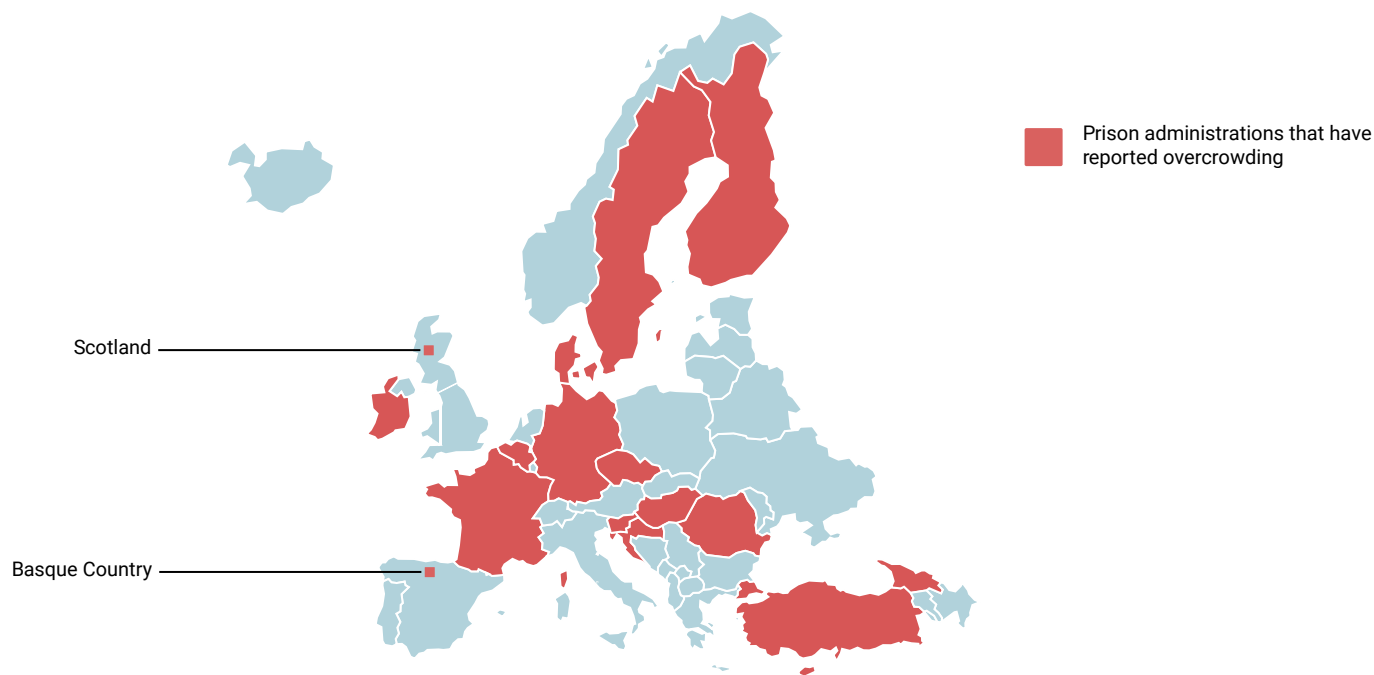 Prison administrations that have
reported overcrowding
Scotland
Basque Country